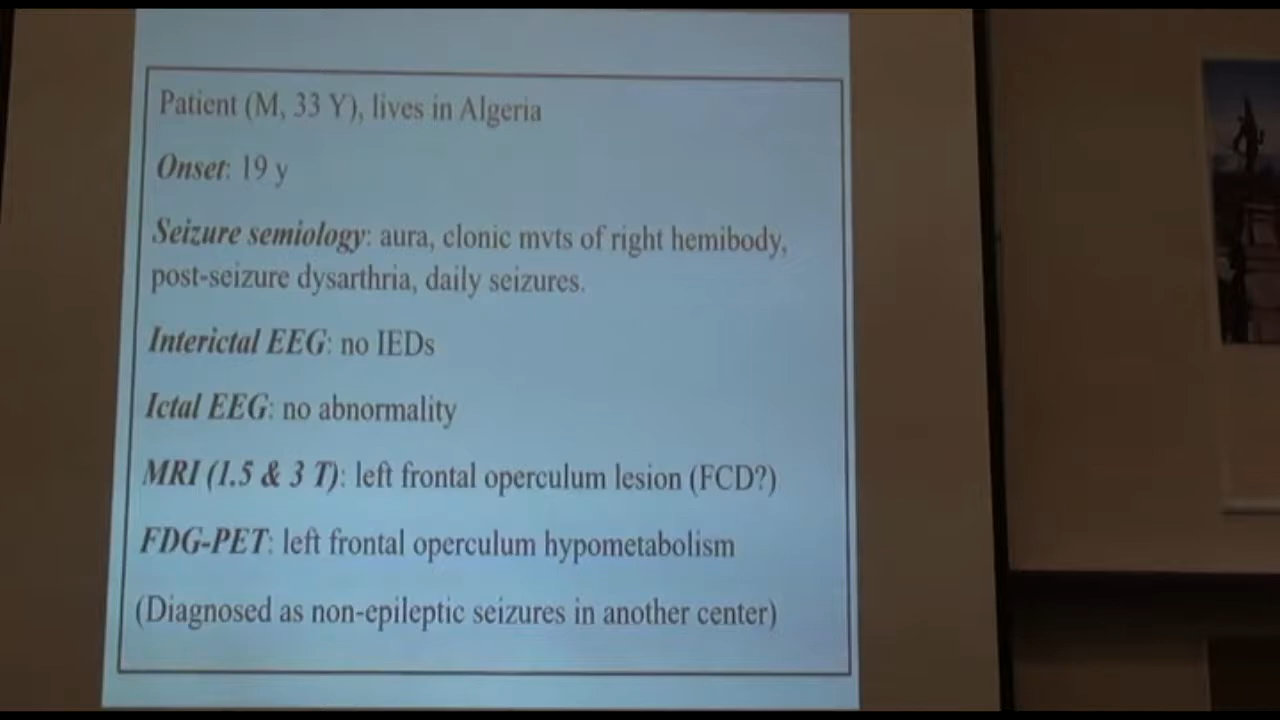 Patient (M, 33 Y), lives in Algeria
Onset: 19 y
Seizure semiology: aura, clonic mvts of right hemibody,
post-seizure dysarthria, daily seizures.
Interictal EEG: no IEDs
Ictal EEG: no abnormality
MRI (1.5 & 3 T): left frontal operculum lesion (FCD?)
FDG-PET: left frontal operculum hypometabolism
(Diagnosed as non-epileptic seizures in another center)